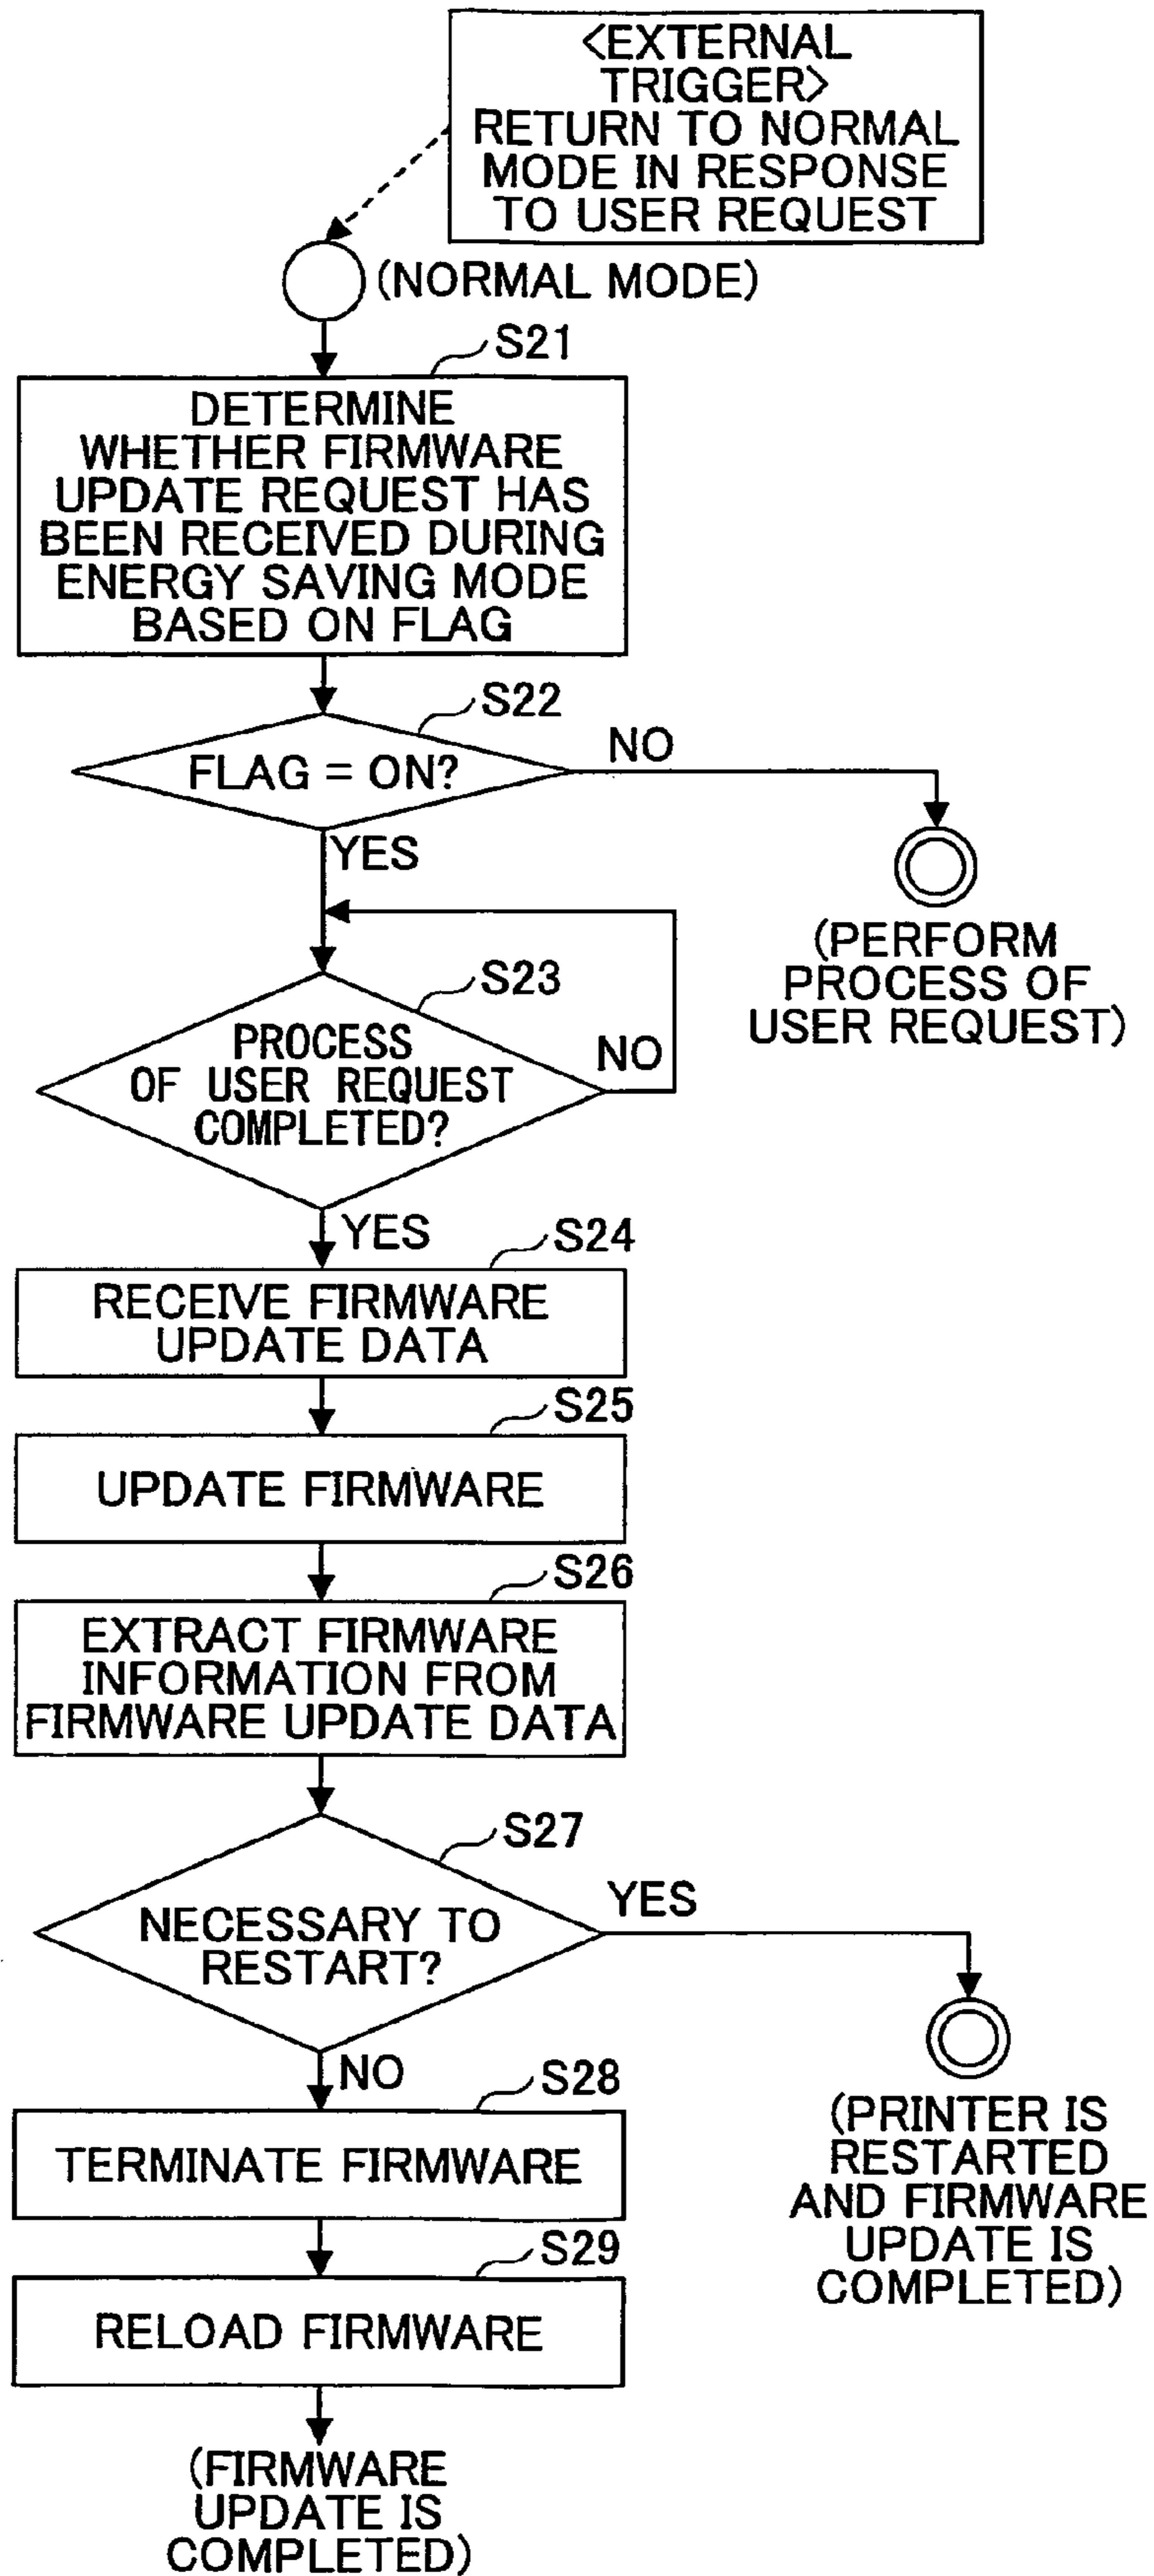 <EXTERNAL
TRIGGER>
RETURN TO NORMAL
MODE IN RESPONSE
TO USER REQUEST
(NORMAL MODE)
S21
DETERMINE
WHETHER FIRMWARE
UPDATE REQUEST HAS
BEEN RECEIVED DURING
ENERGY SAVING MODE
BASED ON FLAG
S22
FLAG = ON?
NO
YES
(PERFORM
PROCESS OF
USER REQUEST)
S23
PROCESS
OF USER REQUEST
COMPLETED?
NO
YES
S24
RECEIVE FIRMWARE
UPDATE DATA
S25
UPDATE FIRMWARE
S26
EXTRACT FIRMWARE
INFORMATION FROM
FIRMWARE UPDATE DATA
S27
NECESSARY TO
RESTART?
YES
NO
(PRINTER IS
RESTARTED
AND FIRMWARE
UPDATE IS
COMPLETED)
S28
TERMINATE FIRMWARE
S29
RELOAD FIRMWARE
(FIRMWARE
UPDATE IS
COMPLETED)